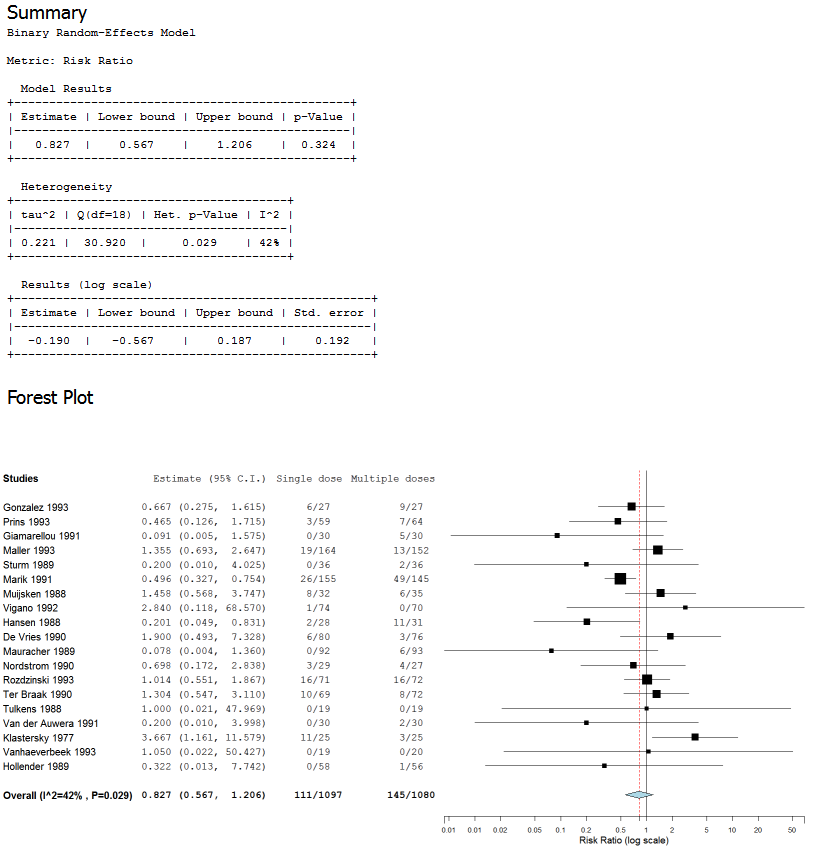 Summary
Binary Random-Effects Model
Metric: Risk Ratio
Model Results
+-----------------------------------------------+
| Estimate | Lower bound | Upper bound | p-Value |
|-----------------------------------------------|
| 0.827 | 0.567 | 1.206 | 0.324 |
+-----------------------------------------------+
Heterogeneity
+--------------------------------------+
| tau^2 | Q(df=18) | Het. p-Value | I^2 |
|--------------------------------------|
| 0.221 | 30.920 | 0.029 | 42% |
+--------------------------------------+
Results (log scale)
+--------------------------------------------------+
| Estimate | Lower bound | Upper bound | Std. error |
|--------------------------------------------------|
| -0.190 | -0.567 | 0.187 | 0.192 |
+--------------------------------------------------+
Forest Plot
Studies Estimate (95% C.I.) Single dose Multiple doses
Gonzalez 1993 0.667 (0.275, 1.615) 6/27 9/27
Prins 1993 0.465 (0.126, 1.715) 3/59 7/64
Giamarellou 1991 0.091 (0.005, 1.575) 0/30 5/30
Maller 1993 1.355 (0.693, 2.647) 19/164 13/152
Sturm 1989 0.200 (0.010, 4.025) 0/36 2/36
Marik 1991 0.496 (0.327, 0.754) 26/155 49/145
Muijsken 1988 1.458 (0.568, 3.747) 8/32 6/35
Vigano 1992 2.840 (0.118, 68.570) 1/74 0/70
Hansen 1988 0.201 (0.049, 0.831) 2/28 11/31
De Vries 1990 1.900 (0.493, 7.328) 6/80 3/76
Mauracher 1989 0.078 (0.004, 1.360) 0/92 6/93
Nordstrom 1990 0.698 (0.172, 2.838) 3/29 4/27
Rozdzinski 1993 1.014 (0.551, 1.867) 16/71 16/72
Ter Braak 1990 1.304 (0.547, 3.110) 10/69 8/72
Tulkens 1988 1.000 (0.021, 47.969) 0/19 0/19
Van der Auwera 1991 0.200 (0.010, 3.998) 0/30 2/30
Klastersky 1977 3.667 (1.161, 11.579) 11/25 3/25
Vanhaeverbeek 1993 1.050 (0.022, 50.427) 0/19 0/20
Hollender 1989 0.322 (0.013, 7.742) 0/58 1/56
Overall (I^2=42% , P=0.029) 0.827 (0.567, 1.206) 111/1097 145/1080
0.01 0.01 0.02 0.05 0.1 0.2 0.5 1 2 5 10 20 50
Risk Ratio (log scale)